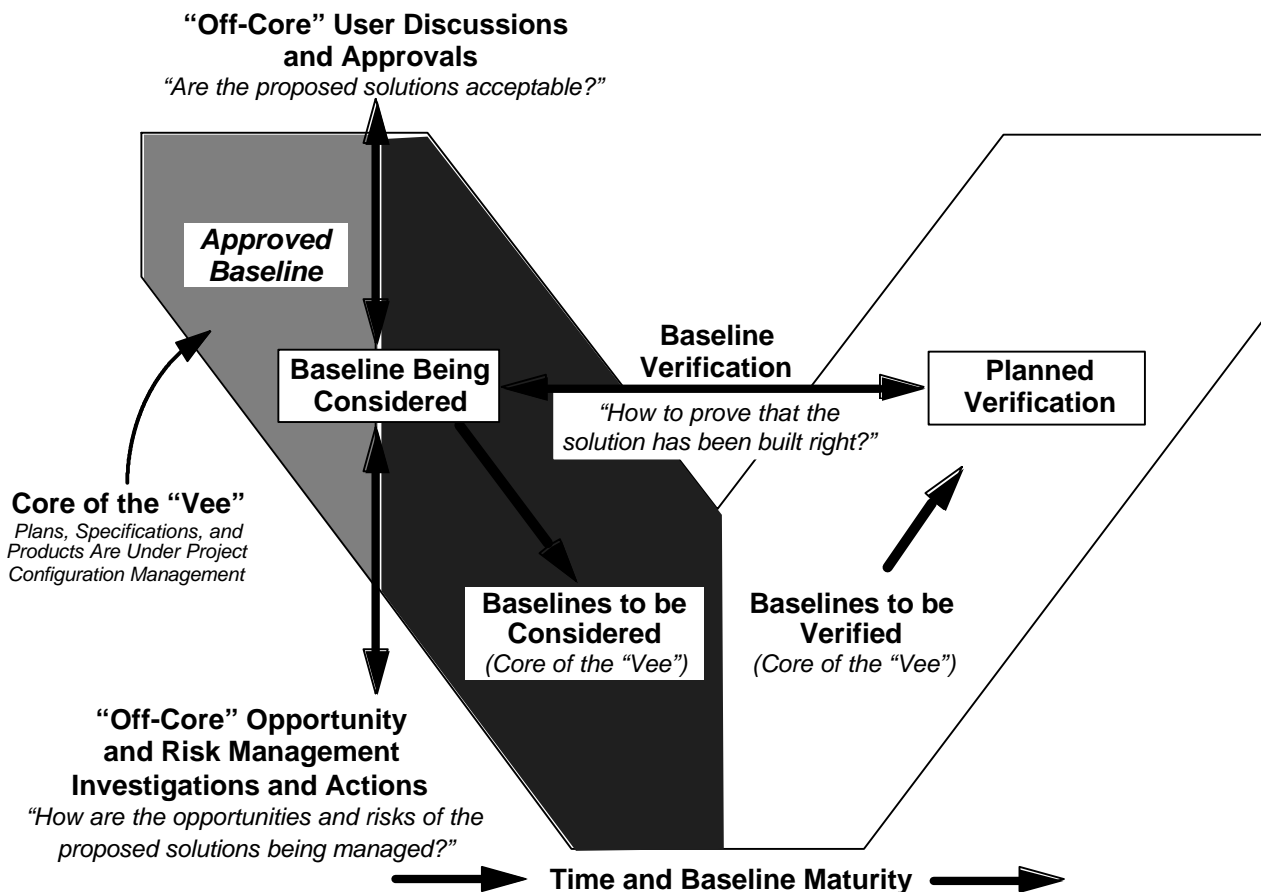 “Off-Core” User Discussions
and Approvals
“Are the proposed solutions acceptable?”
Approved
Baseline
Baseline Being
Considered
Baseline
Verification
“How to prove that the
solution has been built right?”
Planned
Verification
Core of the “Vee”
Plans, Specifications, and
Products Are Under Project
Configuration Management
Baselines to be
Considered
(Core of the “Vee”)
Baselines to be
Verified
(Core of the “Vee”)
“Off-Core” Opportunity
and Risk Management
Investigations and Actions
“How are the opportunities and risks of the
proposed solutions being managed?”
Time and Baseline Maturity